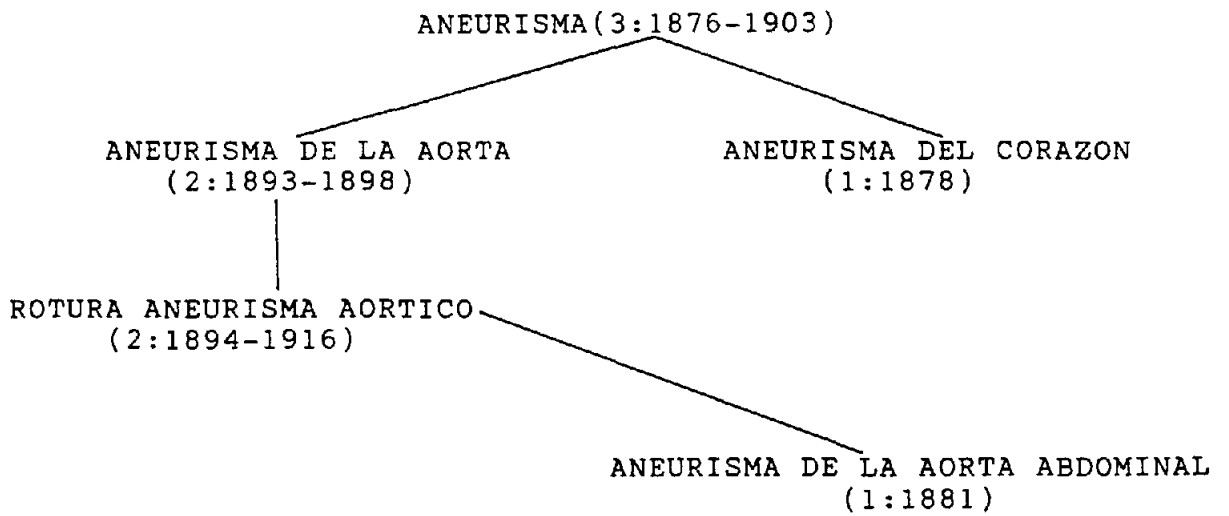 ANEURISMA(3:1876-1903)
ANEURISMA DE LA AORTA
(2:1893-1898)
ANEURISMA DEL CORAZON
(1:1878)
ROTURA ANEURISMA AORTICO
(2:1894-1916)
ANEURISMA DE LA AORTA ABDOMINAL
(1:1881)